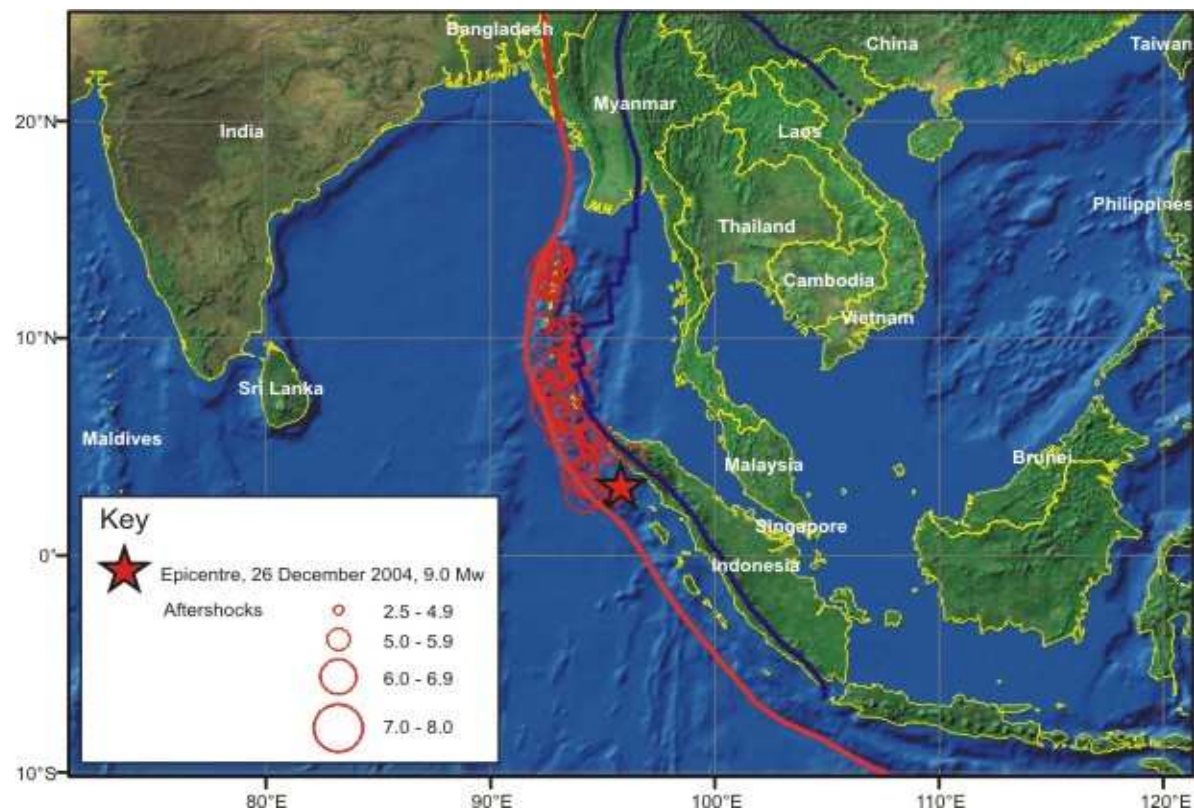 Bangladesh
China
Taiwan
20°N
India
Myanmar
Laos
Philippines
Thailand
Cambodia
Vietnam
10°N
Sri Lanka
Maldives
Malaysia
Brunei
Singapore
Indonesia
0°
10°S
80°E
90°E
100°E
110°E
120°E
Key
Epicentre, 26 December 2004, 9.0 Mw
Aftershocks
2.5 - 4.9
5.0 - 5.9
6.0 - 6.9
7.0 - 8.0